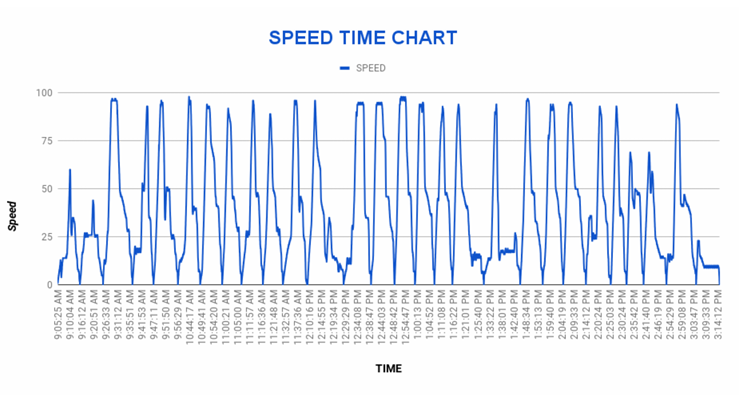 SPEED TIME CHART
SPEED
100
75
50
25
0
Speed
9:05:25 AM
9:10:04 AM
9:16:12 AM
9:20:51 AM
9:26:33 AM
9:31:12 AM
9:35:51 AM
9:41:53 AM
9:47:11 AM
9:51:50 AM
9:56:29 AM
10:44:17 AM
10:49:41 AM
10:54:20 AM
11:00:21 AM
11:05:00 AM
11:11:57 AM
11:16:36 AM
11:21:48 AM
11:32:57 AM
11:37:36 AM
12:10:16 PM
12:14:55 PM
12:19:34 PM
12:29:29 PM
12:34:08 PM
12:38:47 PM
12:44:03 PM
12:48:42 PM
12:54:47 PM
1:00:13 PM
1:04:52 PM
1:11:28 PM
1:16:22 PM
1:21:01 PM
1:25:40 PM
1:33:22 PM
1:38:01 PM
1:42:40 PM
1:48:34 PM
1:53:13 PM
1:59:40 PM
2:04:19 PM
2:09:33 PM
2:14:12 PM
2:20:24 PM
2:25:03 PM
2:30:24 PM
2:35:42 PM
2:41:40 PM
2:46:19 PM
2:54:29 PM
2:59:08 PM
3:03:47 PM
3:09:33 PM
3:14:12 PM
TIME